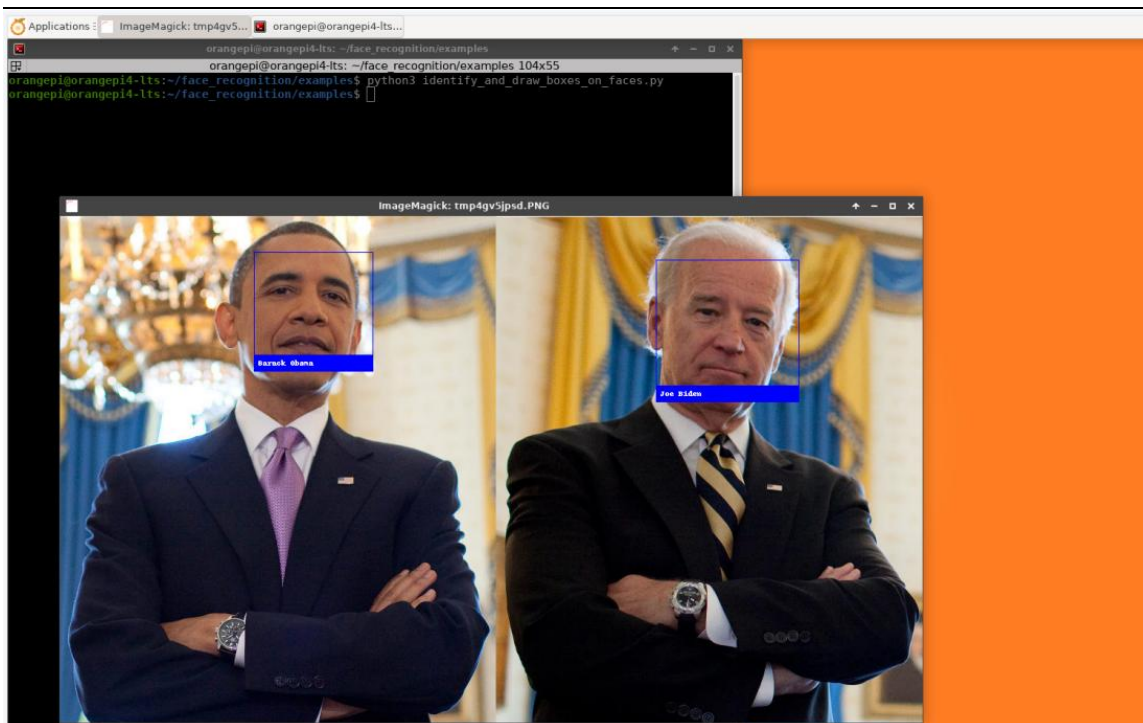 Applications
ImageMagick: tmp4gv5...
orangepi@orangepi4-lts...
orangepi@orangepi4-lts: ~/face_recognition/examples
orangepi@orangepi4-lts: ~/face_recognition/examples 104x55
orangepi@orangepi4-lts:~/face_recognition/examples$ python3 identify_and_draw_boxes_on_faces.py
orangepi@orangepi4-lts:~/face_recognition/examples$
ImageMagick: tmp4gv5jpsd.PNG
Barack Obama
Joe Biden